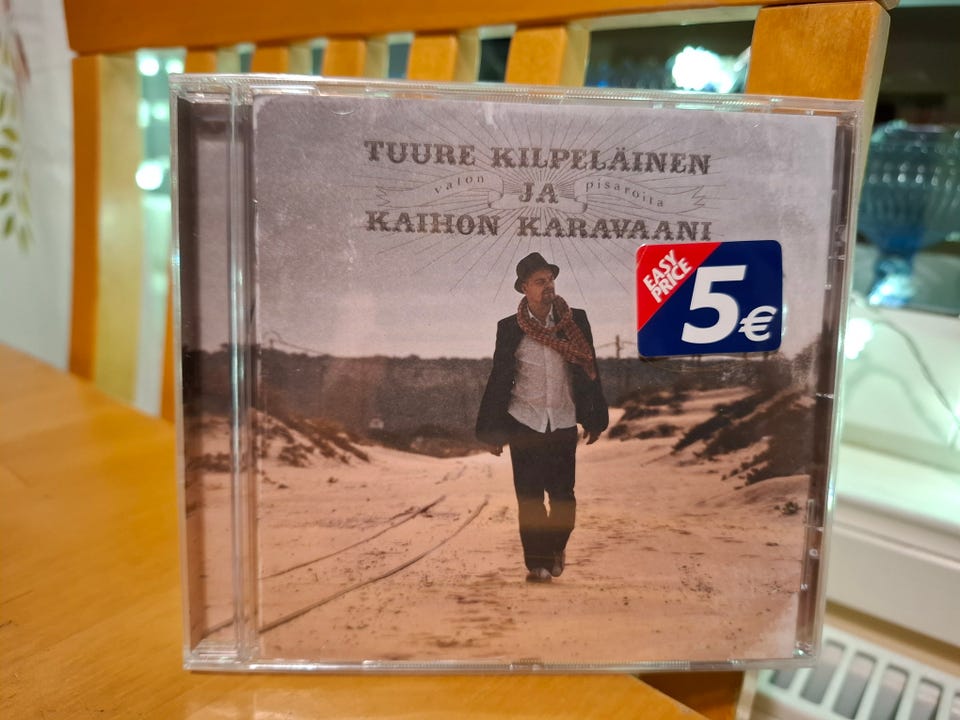 TUURE KILPELÄINEN
valon JA pisaroita
KAIHON KARAVAANI
EASY
PRICE
5€